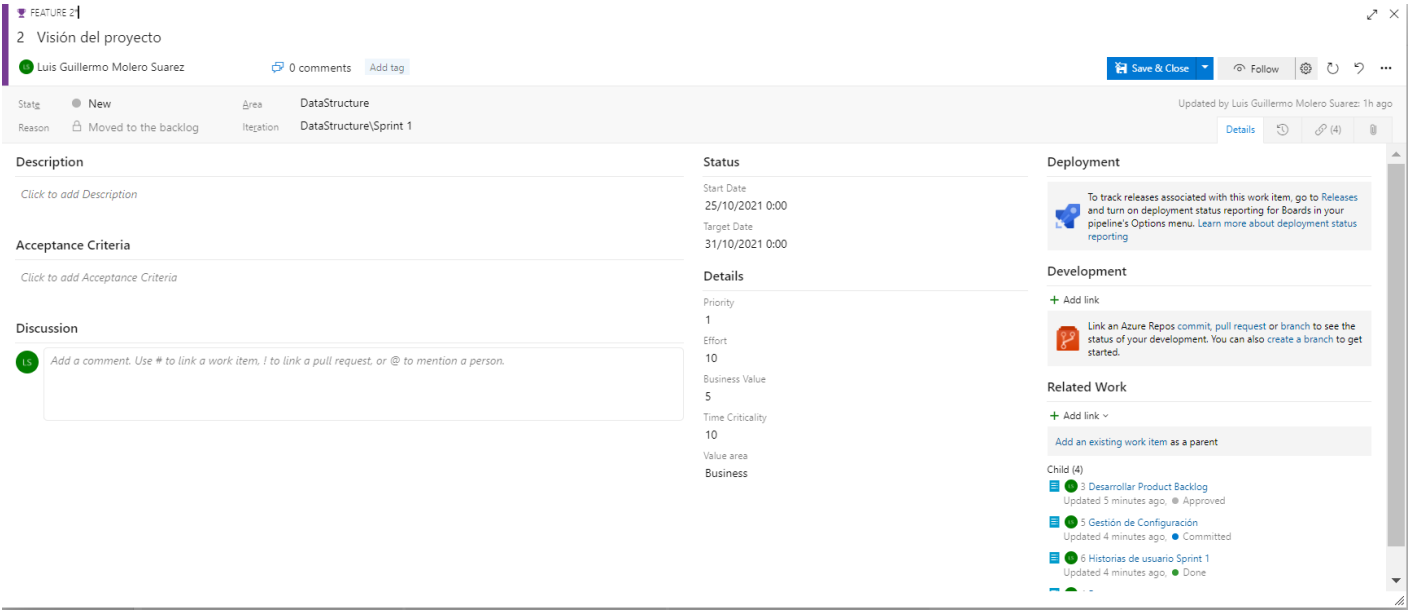 FEATURE 2*
2 Visión del proyecto
LS Luis Guillermo Molero Suarez 0 comments Add tag Save & Close Follow
State New Area DataStructure Updated by Luis Guillermo Molero Suarez: 1h ago
Reason Moved to the backlog Iteration DataStructure\Sprint 1 Details (4)
Description
Click to add Description
Acceptance Criteria
Click to add Acceptance Criteria
Discussion
LS Add a comment. Use # to link a work item, ! to link a pull request, or @ to mention a person.
Status
Start Date
25/10/2021 0:00
Target Date
31/10/2021 0:00
Details
Priority
1
Effort
10
Business Value
5
Time Criticality
10
Value area
Business
Deployment
To track releases associated with this work item, go to Releases
and turn on deployment status reporting for Boards in your
pipeline's Options menu. Learn more about deployment status
reporting
Development
+ Add link
Link an Azure Repos commit, pull request or branch to see the
status of your development. You can also create a branch to get
started.
Related Work
+ Add link
Add an existing work item as a parent
Child (4)
LS 3 Desarrollar Product Backlog
Updated 5 minutes ago, Approved
LS 5 Gestión de Configuración
Updated 4 minutes ago, Committed
LS 6 Historias de usuario Sprint 1
Updated 4 minutes ago, Done